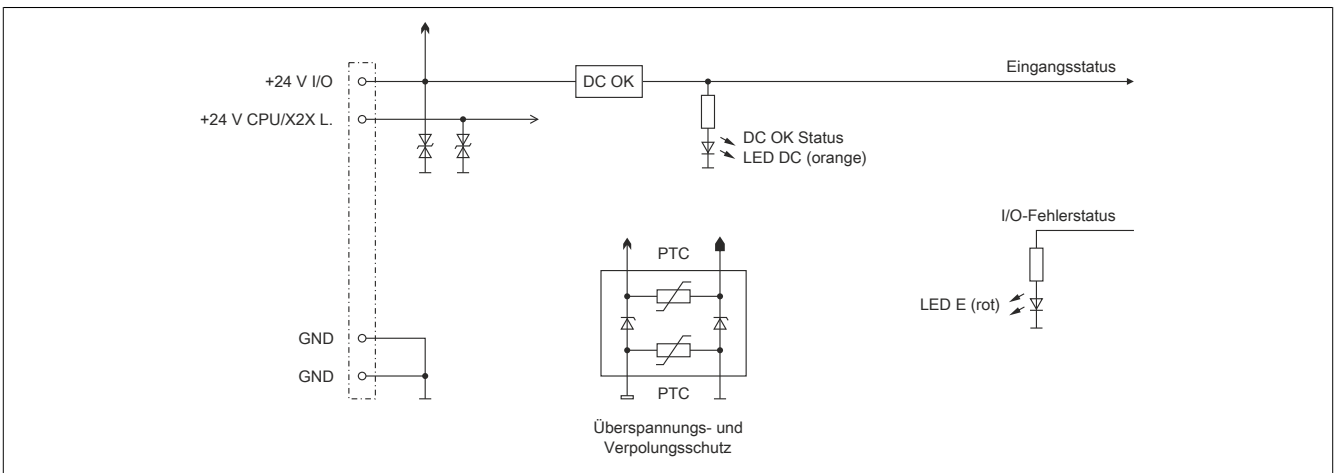 +24 V I/O
DC OK
Eingangsstatus
+24 V CPU/X2X L.
DC OK Status
LED DC (orange)
I/O-Fehlerstatus
PTC
LED E (rot)
GND
GND
PTC
Überspannungs- und
Verpolungsschutz